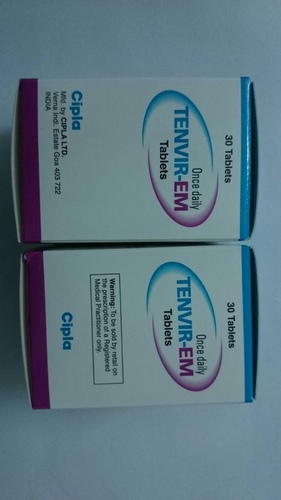 30 Tablets
Once daily
TENVIR-EM
Tablets
Cipla
Mfd. by CIPLA LTD.
Verna Indl. Estate Goa 403 722
INDIA
30 Tablets
Once daily
TENVIR-EM
Tablets
Warning: To be sold by retail on
the prescription of a Registered
Medical Practitioner only.
Cipla